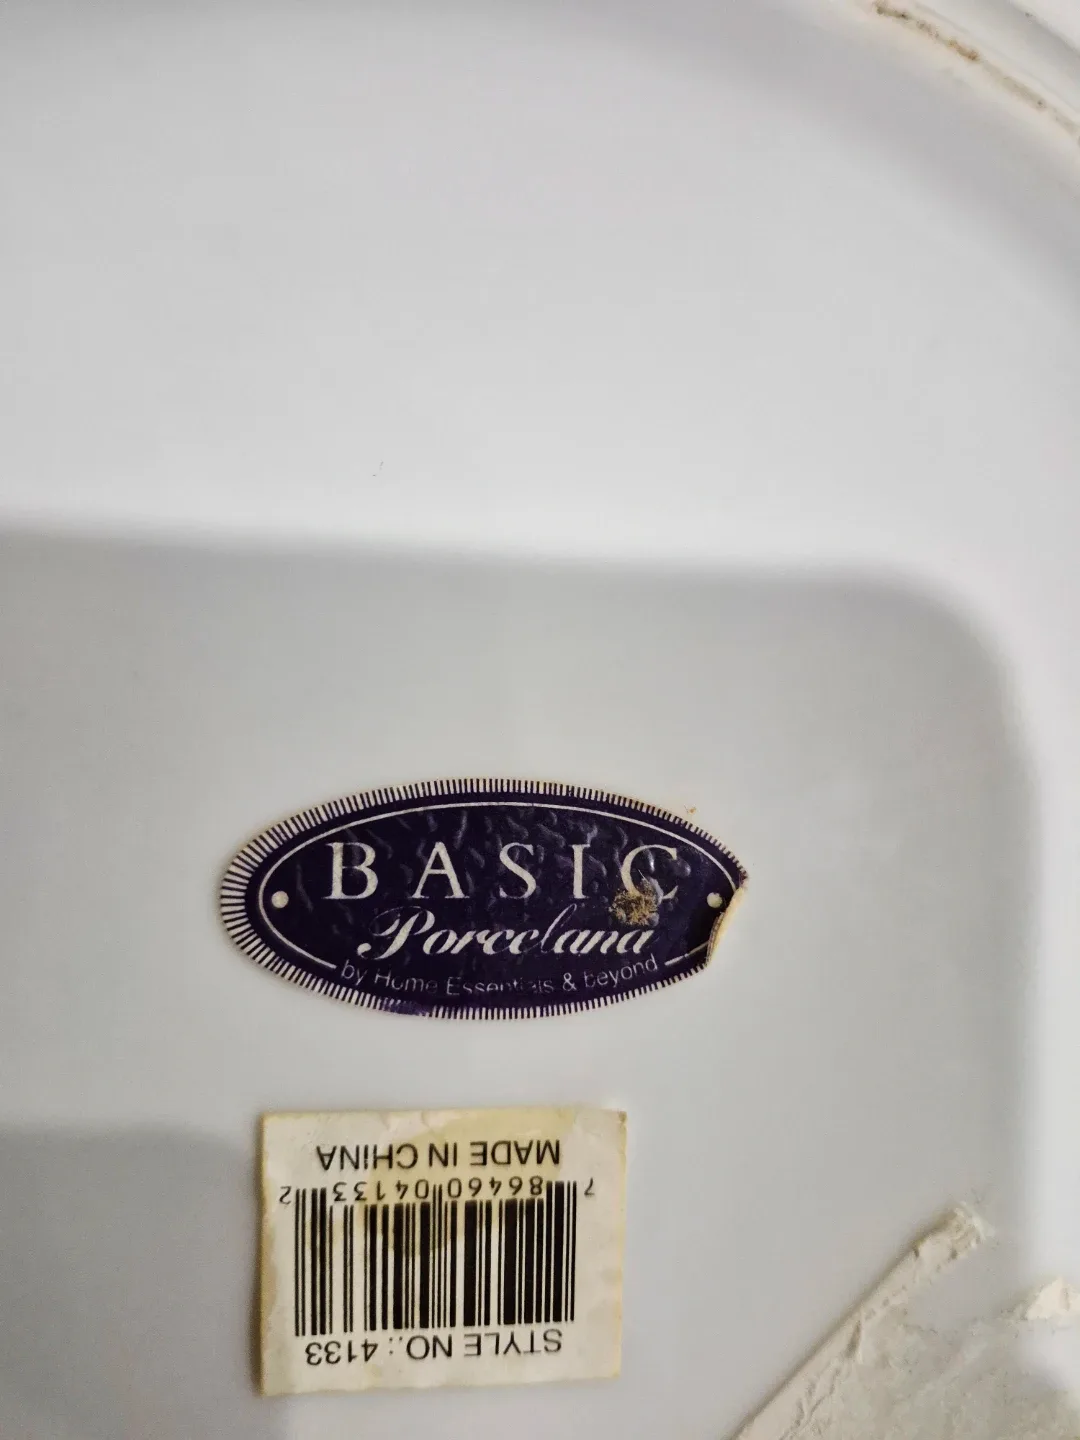 BASIC
Porcelana
by Home Essentials & beyond
STYLE NO.: 4133
7 86460 04133 2
MADE IN CHINA